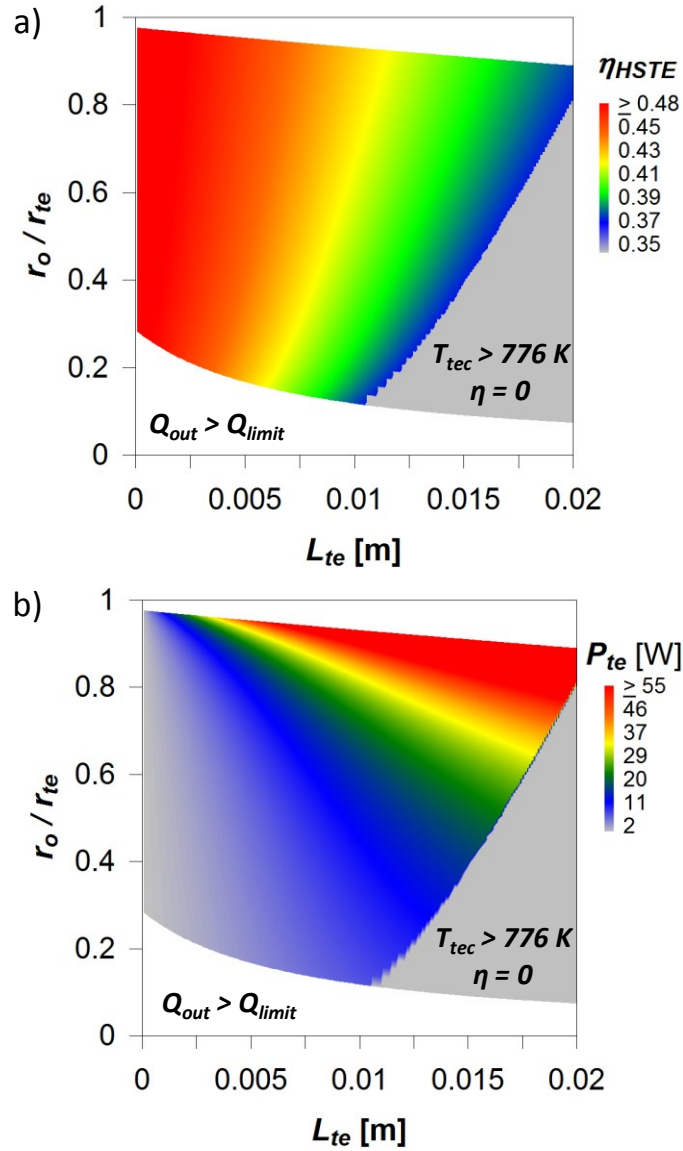 a)
1
0.8
0.6
0.4
0.2
0
r_o / r_te
0 0.005 0.01 0.015 0.02
L_te [m]
η_HSTE
≥ 0.48
0.45
0.43
0.41
0.39
0.37
0.35
T_tec > 776 K
η = 0
Q_out > Q_limit
b)
1
0.8
0.6
0.4
0.2
0
r_o / r_te
0 0.005 0.01 0.015 0.02
L_te [m]
P_te [W]
≥ 55
46
37
29
20
11
2
T_tec > 776 K
η = 0
Q_out > Q_limit